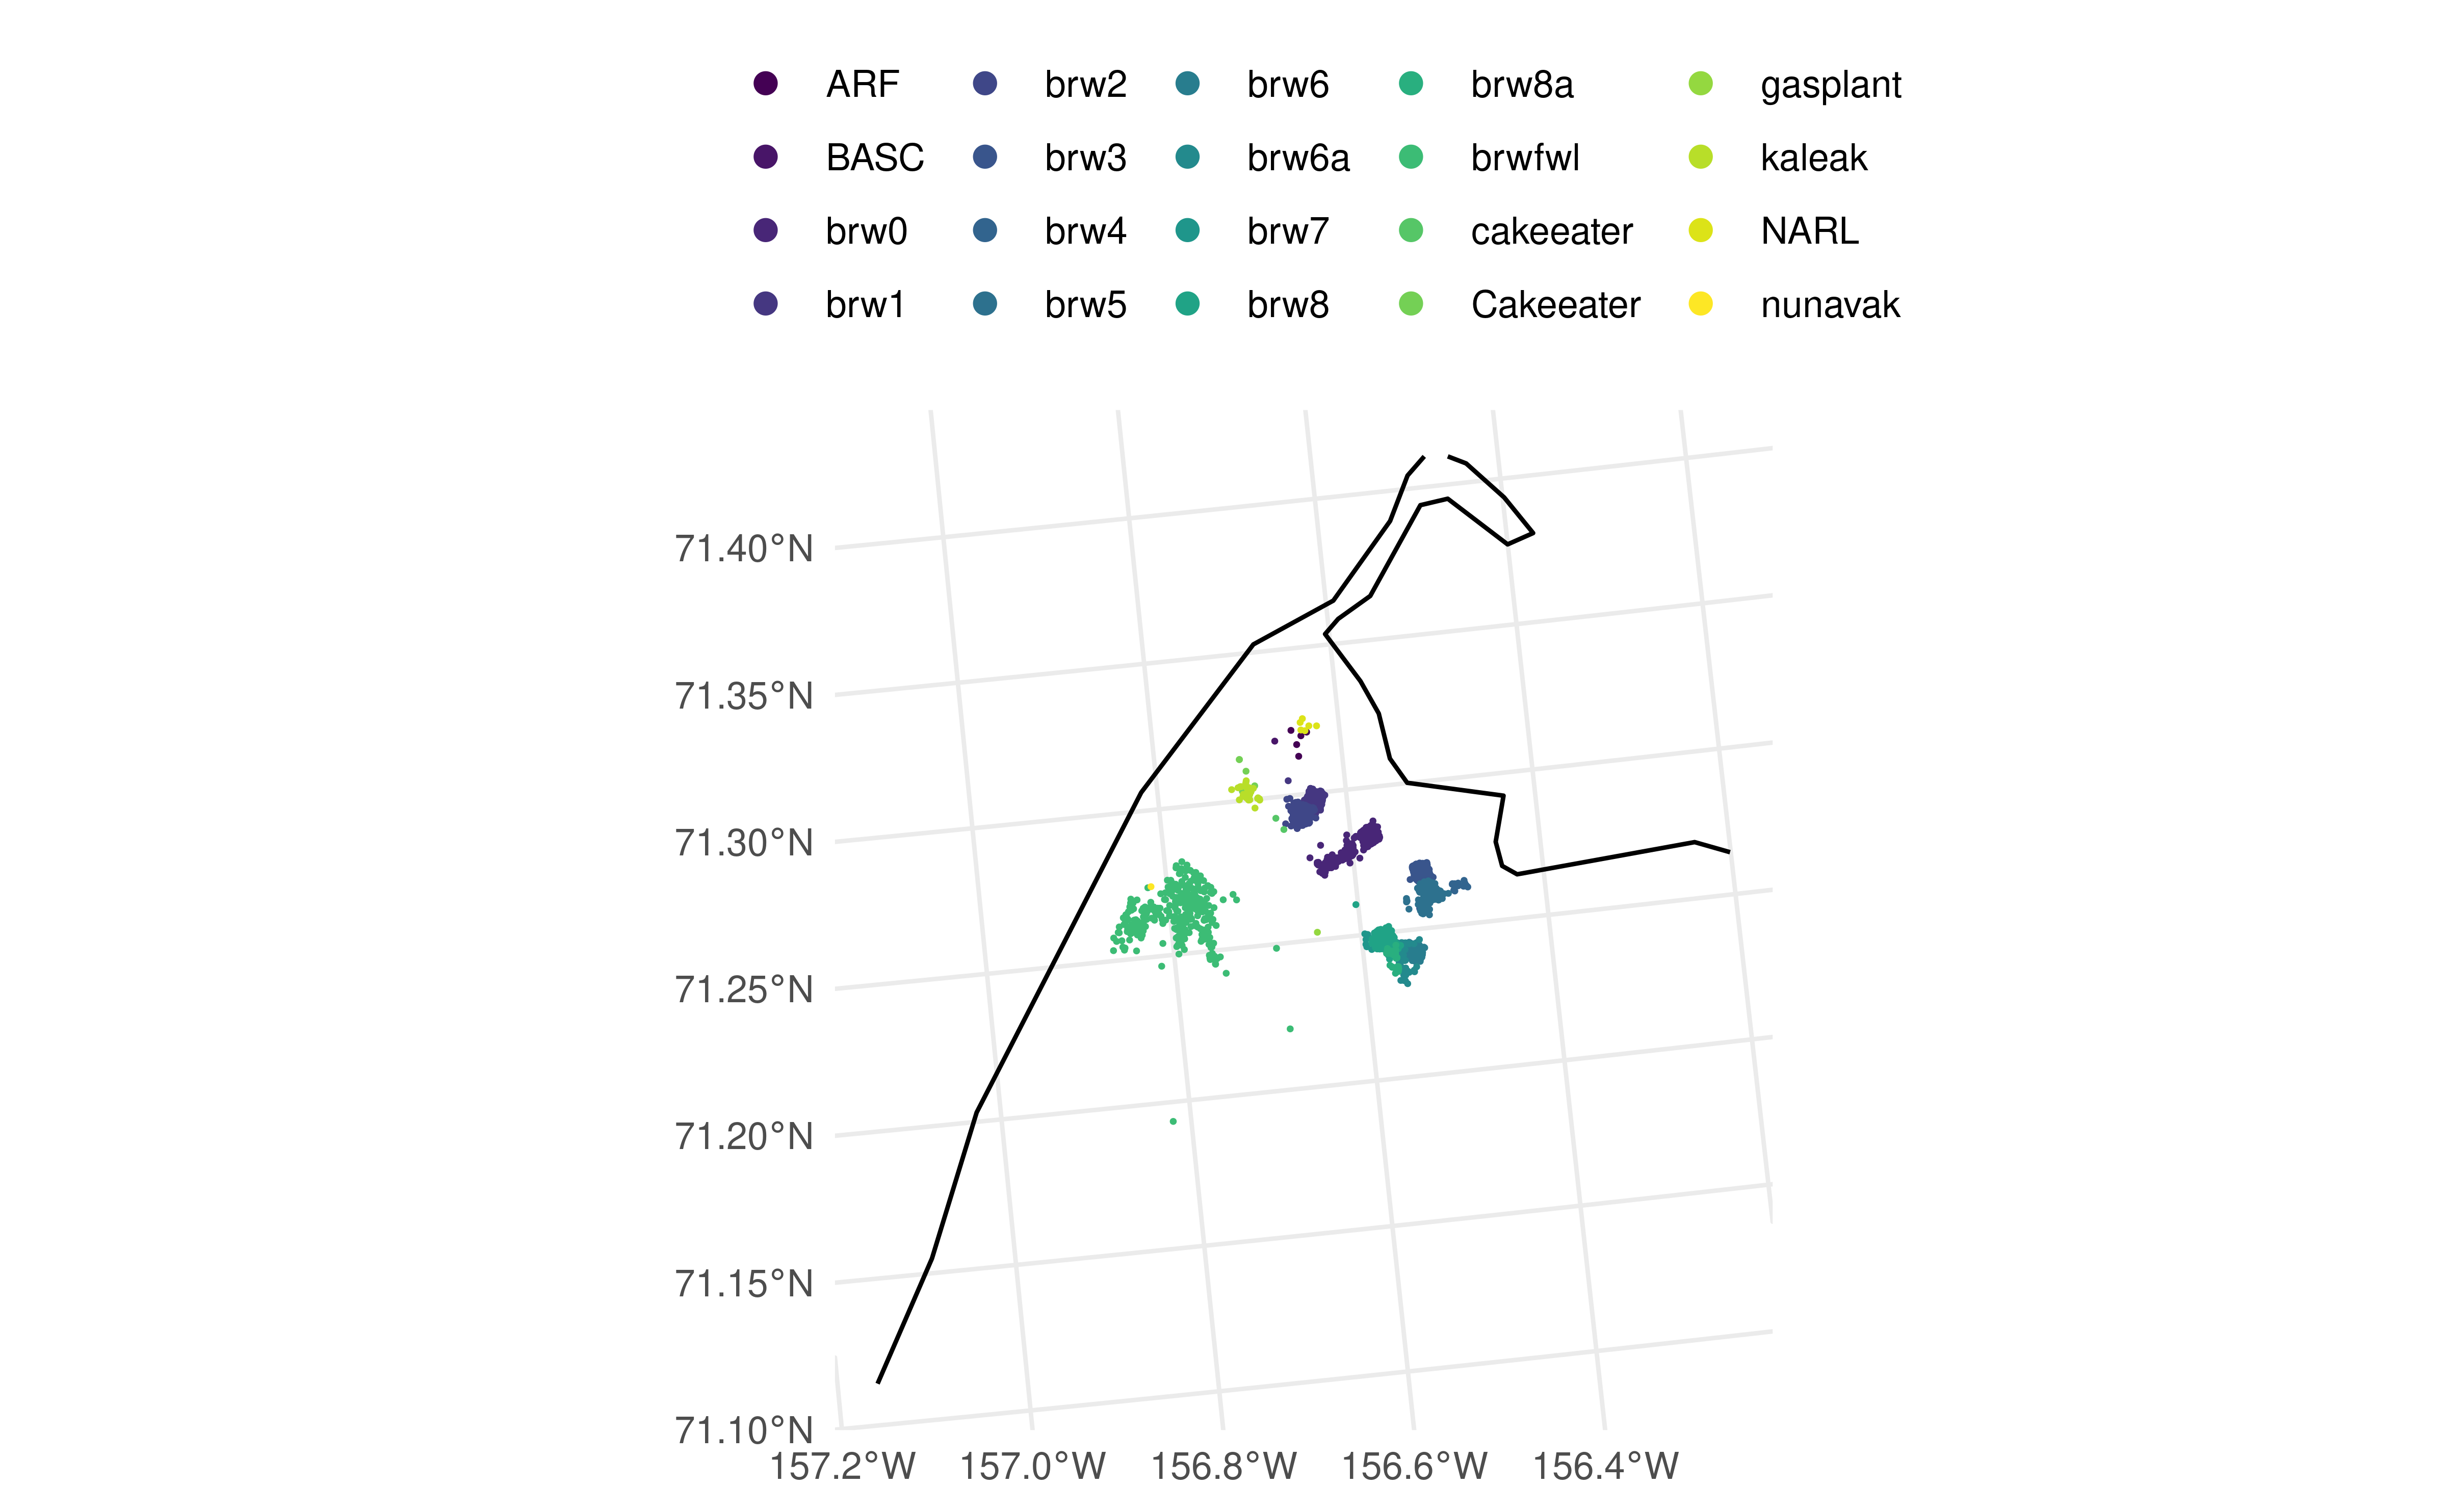 ARF brw2 brw6 brw8a gasplant
BASC brw3 brw6a brwfwl kaleak
brw0 brw4 brw7 cakeeater NARL
brw1 brw5 brw8 Cakeeater nunavak
71.40°N
71.35°N
71.30°N
71.25°N
71.20°N
71.15°N
71.10°N
157.2°W 157.0°W 156.8°W 156.6°W 156.4°W